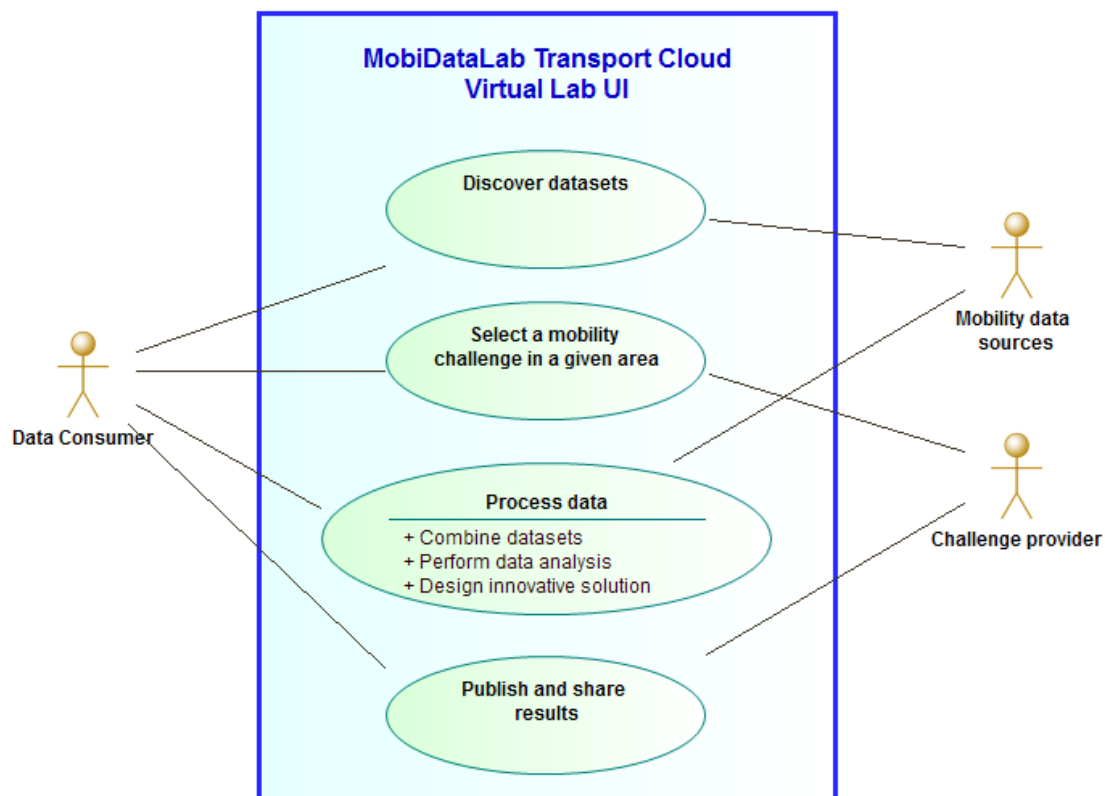 MobiDataLab Transport Cloud
Virtual Lab UI
Discover datasets
Select a mobility
challenge in a given area
Process data
+ Combine datasets
+ Perform data analysis
+ Design innovative solution
Publish and share
results
Data Consumer
Mobility data
sources
Challenge provider